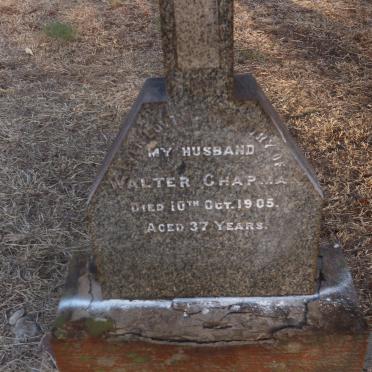 MY HUSBAND
WALTER CHAPMA
DIED 10TH OCT. 1905.
AGED 37 YEARS.